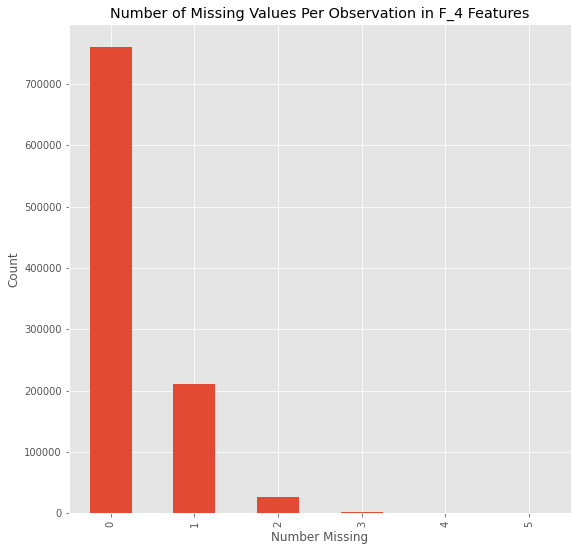 Number of Missing Values Per Observation in F_4 Features
700000
600000
500000
400000
300000
200000
100000
0
Count
0 1 2 3 4 5
Number Missing